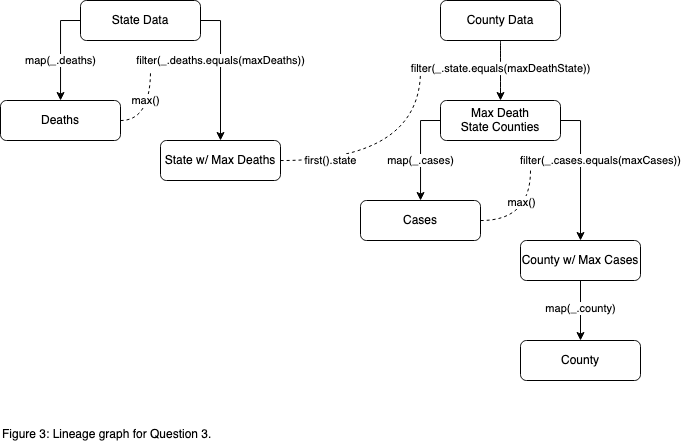 State Data
County Data
map(_.deaths)
filter(_.deaths.equals(maxDeaths))
filter(_.state.equals(maxDeathState))
max()
Deaths
Max Death
State Counties
State w/ Max Deaths
first().state
map(_.cases)
filter(_.cases.equals(maxCases))
max()
Cases
County w/ Max Cases
map(_.county)
County
Figure 3: Lineage graph for Question 3.